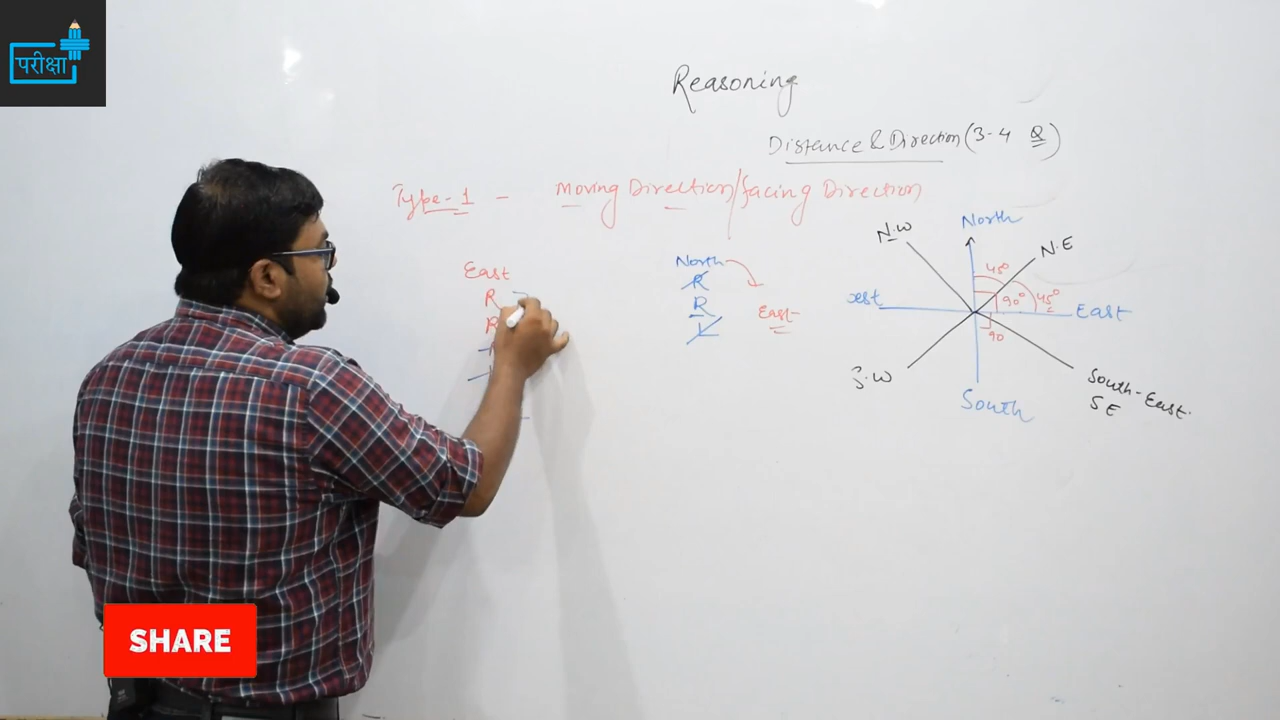 परीक्षा
Reasoning
Distance & Direction (3-4 Q)
Type-1 - Moving Direction/facing Direction
East
R
R
North
R
R
L
East
North
N.W
N.E
45°
90°
45°
East
90
S.W
South-East
SE
South
SHARE